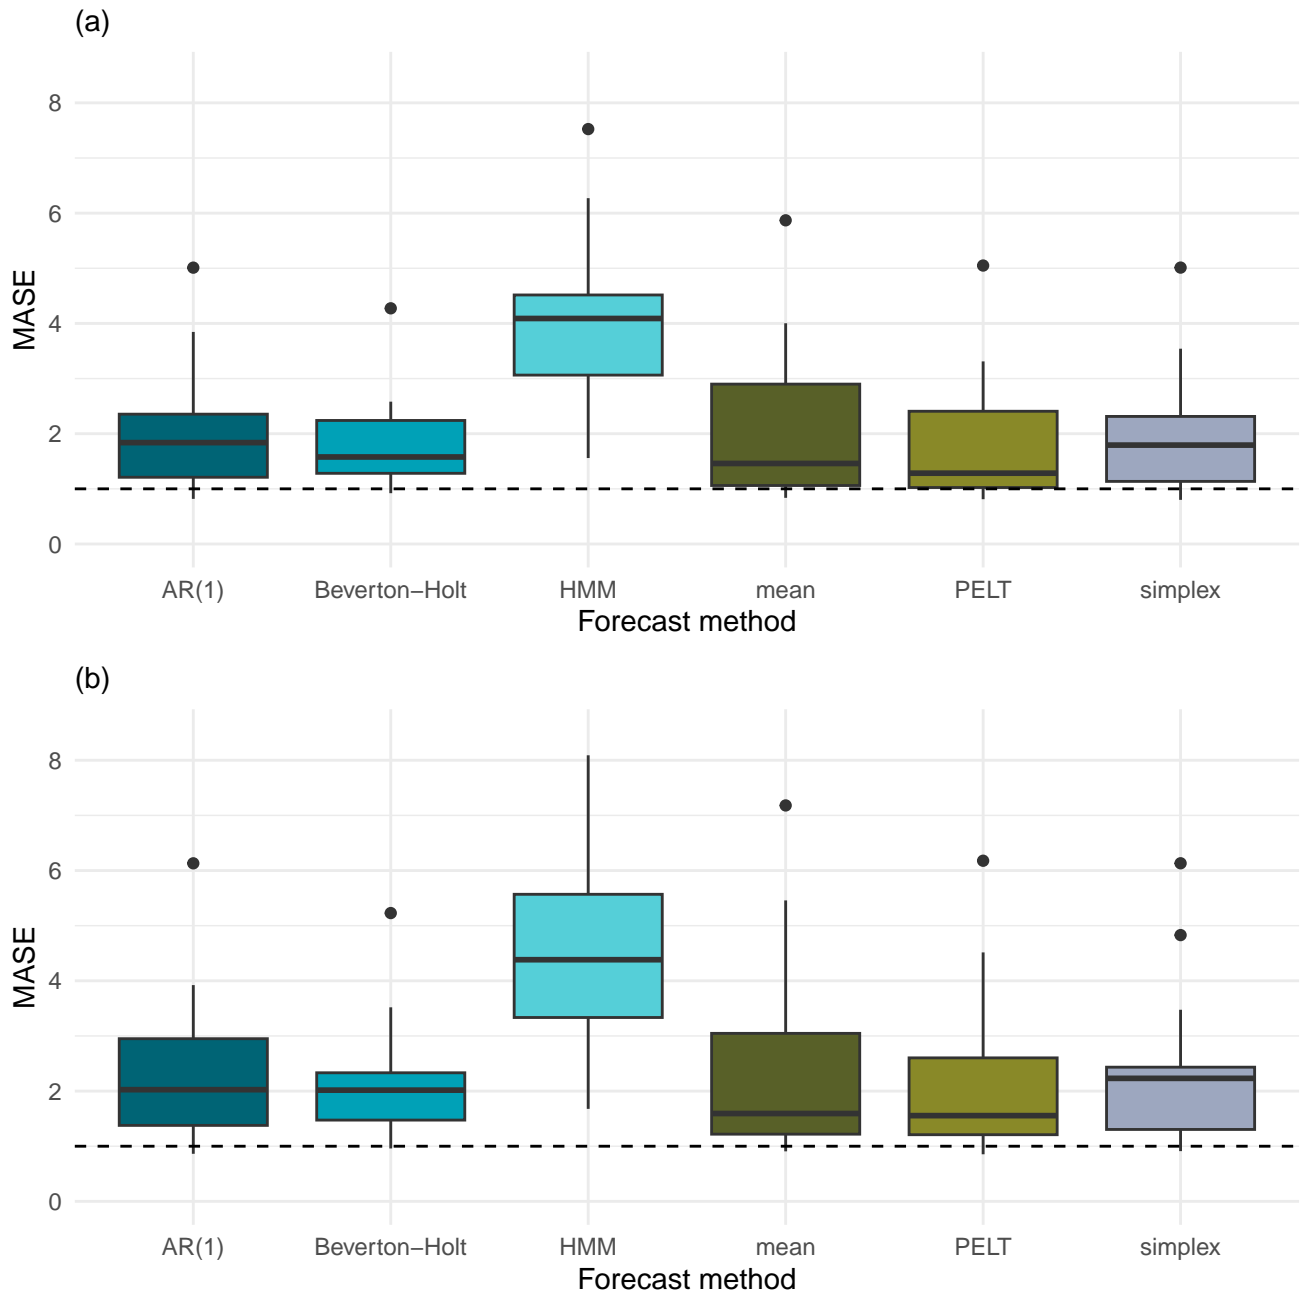 (a)
8
6
4
2
0
MASE
AR(1) Beverton−Holt HMM mean PELT simplex
Forecast method
(b)
8
6
4
2
0
MASE
AR(1) Beverton−Holt HMM mean PELT simplex
Forecast method